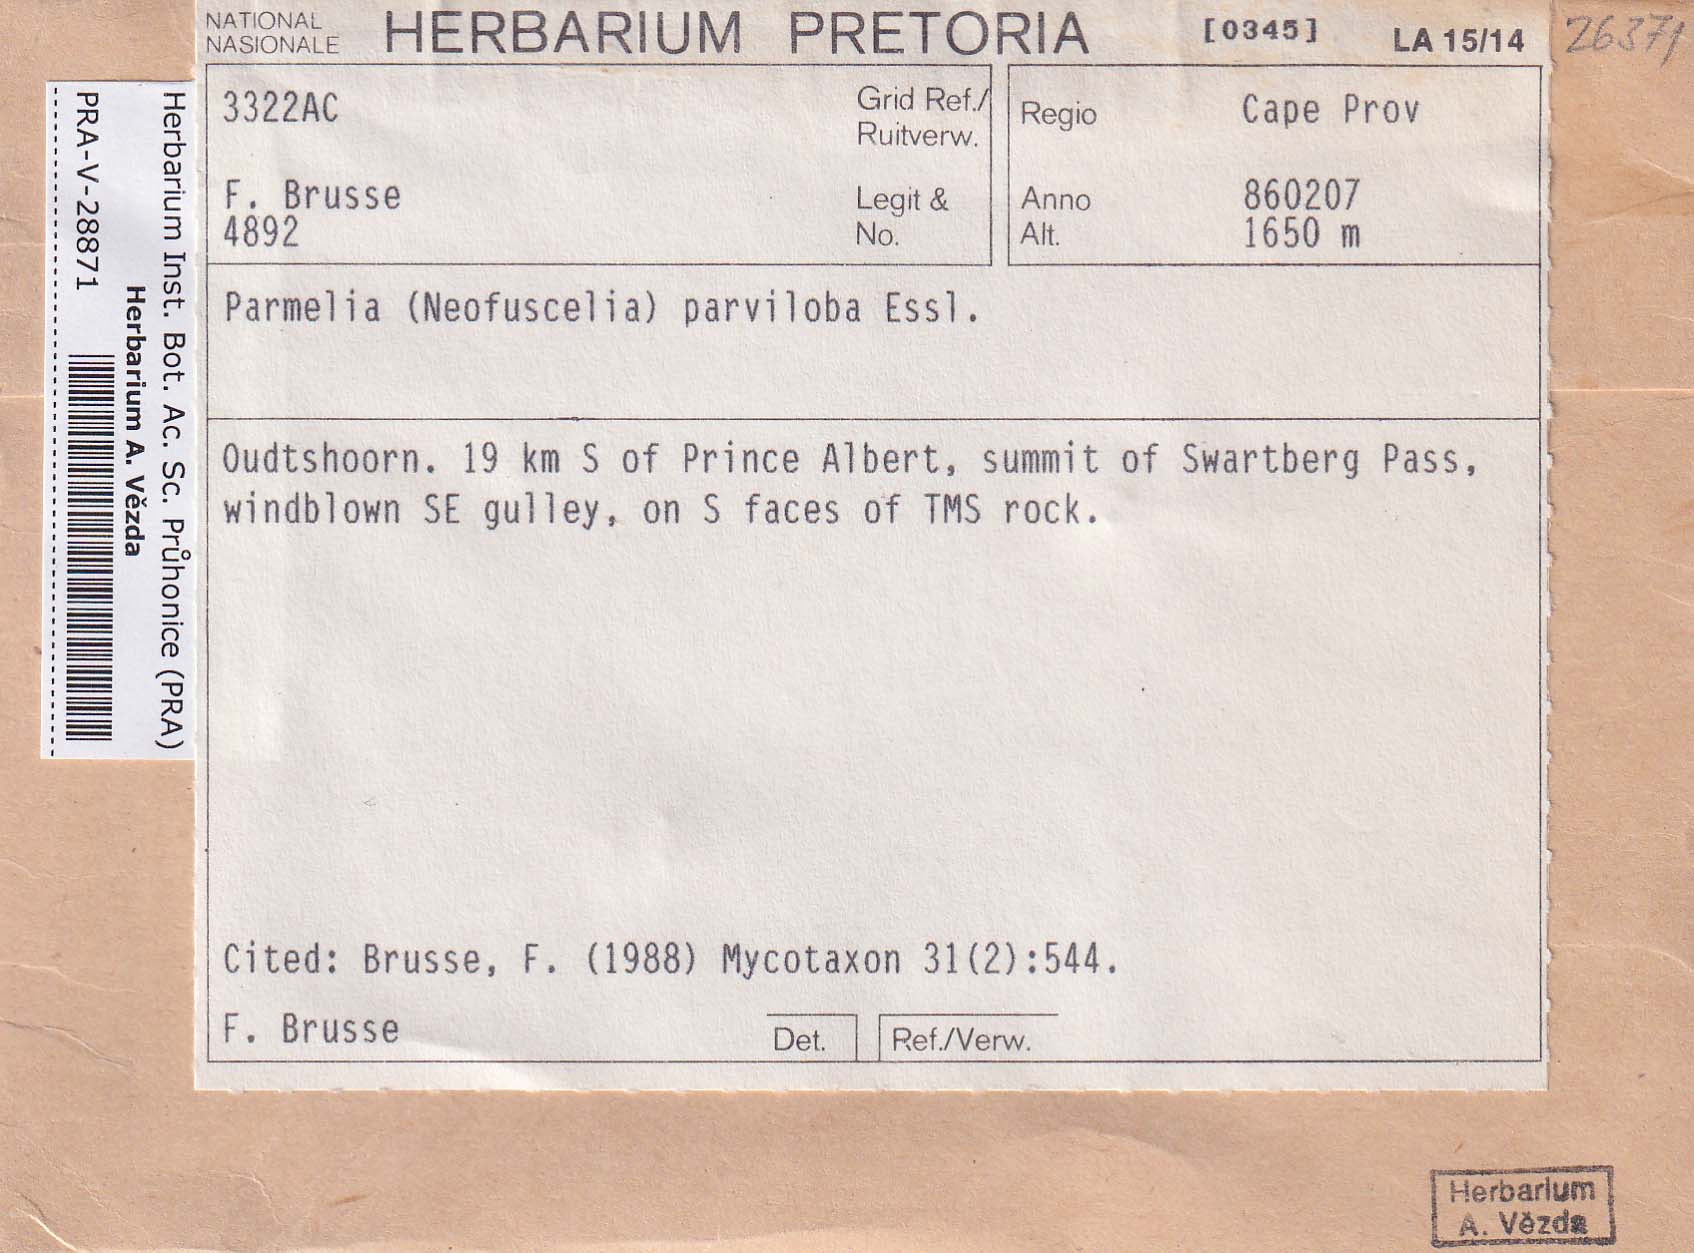 NATIONAL
NASIONALE
HERBARIUM PRETORIA
[0345]
LA 15/14
26371
3322AC
Grid Ref./
Ruitverw.
F. Brusse
Legit &
4892
No.
Regio
Cape Prov
Anno
860207
Alt.
1650 m
Parmelia (Neofuscelia) parviloba Essl.
Oudtshoorn. 19 km S of Prince Albert, summit of Swartberg Pass,
windblown SE gulley, on S faces of TMS rock.
Cited: Brusse, F. (1988) Mycotaxon 31(2):544.
F. Brusse
Det.
Ref./Verw.
Herbarium Inst. Bot. Ac. Sc. Průhonice (PRA)
Herbarium A. Vězda
PRA-V-28871
Herbarium
A. Vězda